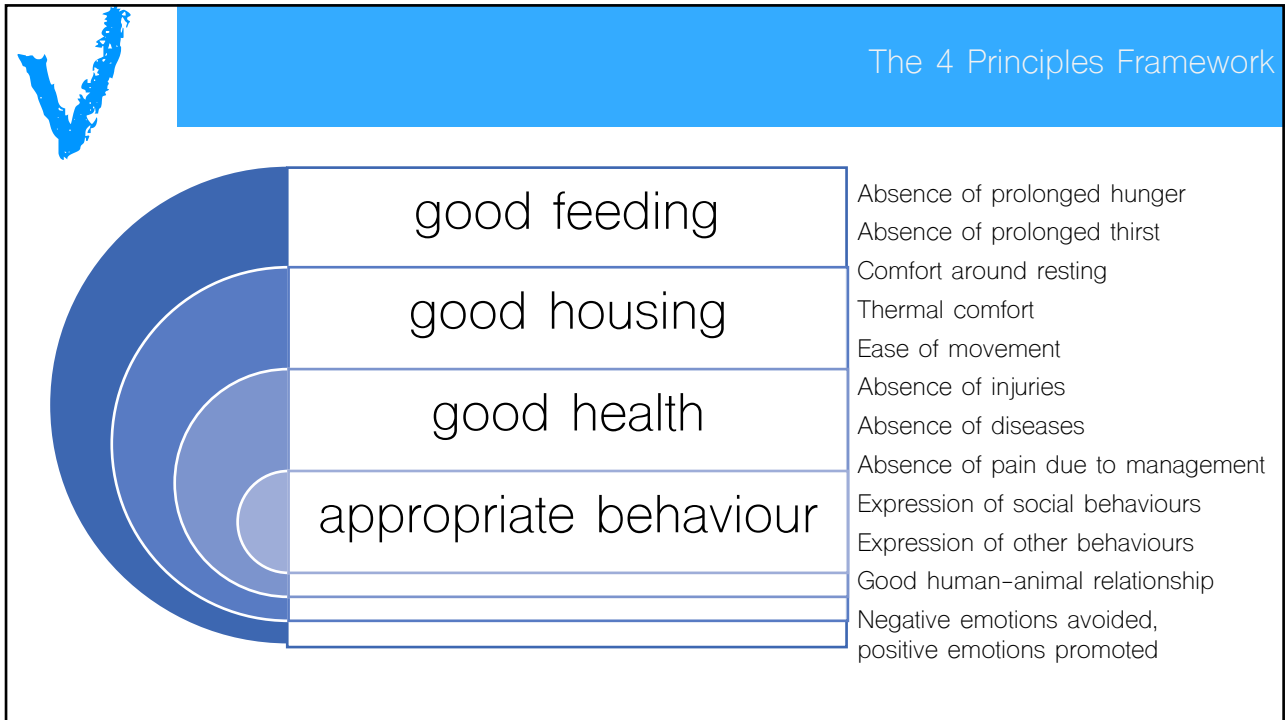 The 4 Principles Framework
good feeding
good housing
good health
appropriate behaviour
Absence of prolonged hunger
Absence of prolonged thirst
Comfort around resting
Thermal comfort
Ease of movement
Absence of injuries
Absence of diseases
Absence of pain due to management
Expression of social behaviours
Expression of other behaviours
Good human-animal relationship
Negative emotions avoided,
positive emotions promoted